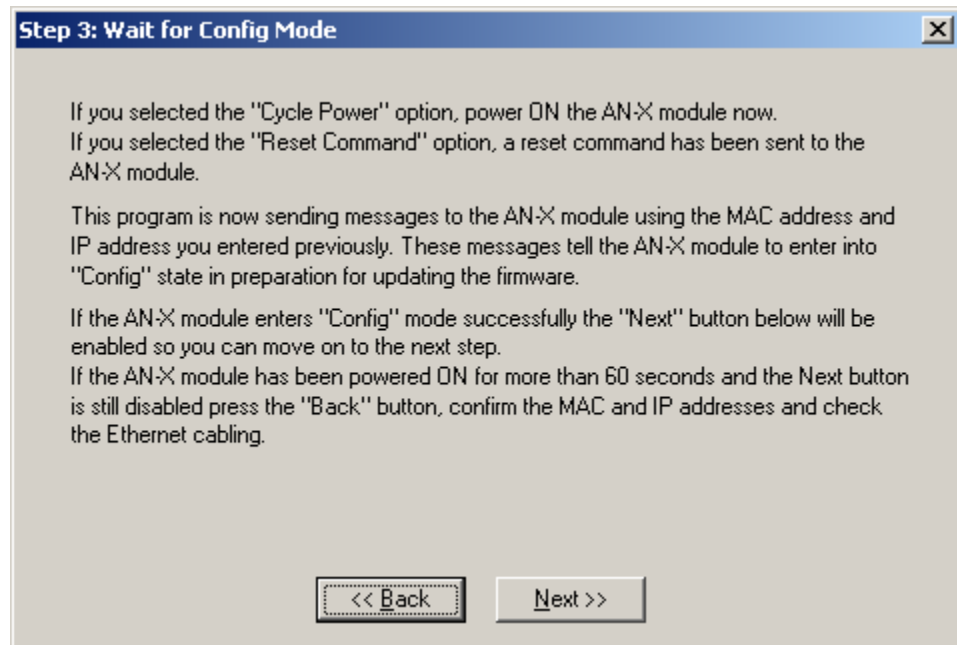 Step 3: Wait for Config Mode
If you selected the "Cycle Power" option, power ON the AN-X module now.
If you selected the "Reset Command" option, a reset command has been sent to the
AN-X module.
This program is now sending messages to the AN-X module using the MAC address and
IP address you entered previously. These messages tell the AN-X module to enter into
"Config" state in preparation for updating the firmware.
If the AN-X module enters "Config" mode successfully the "Next" button below will be
enabled so you can move on to the next step.
If the AN-X module has been powered ON for more than 60 seconds and the Next button
is still disabled press the "Back" button, confirm the MAC and IP addresses and check
the Ethernet cabling.
<< Back Next >>